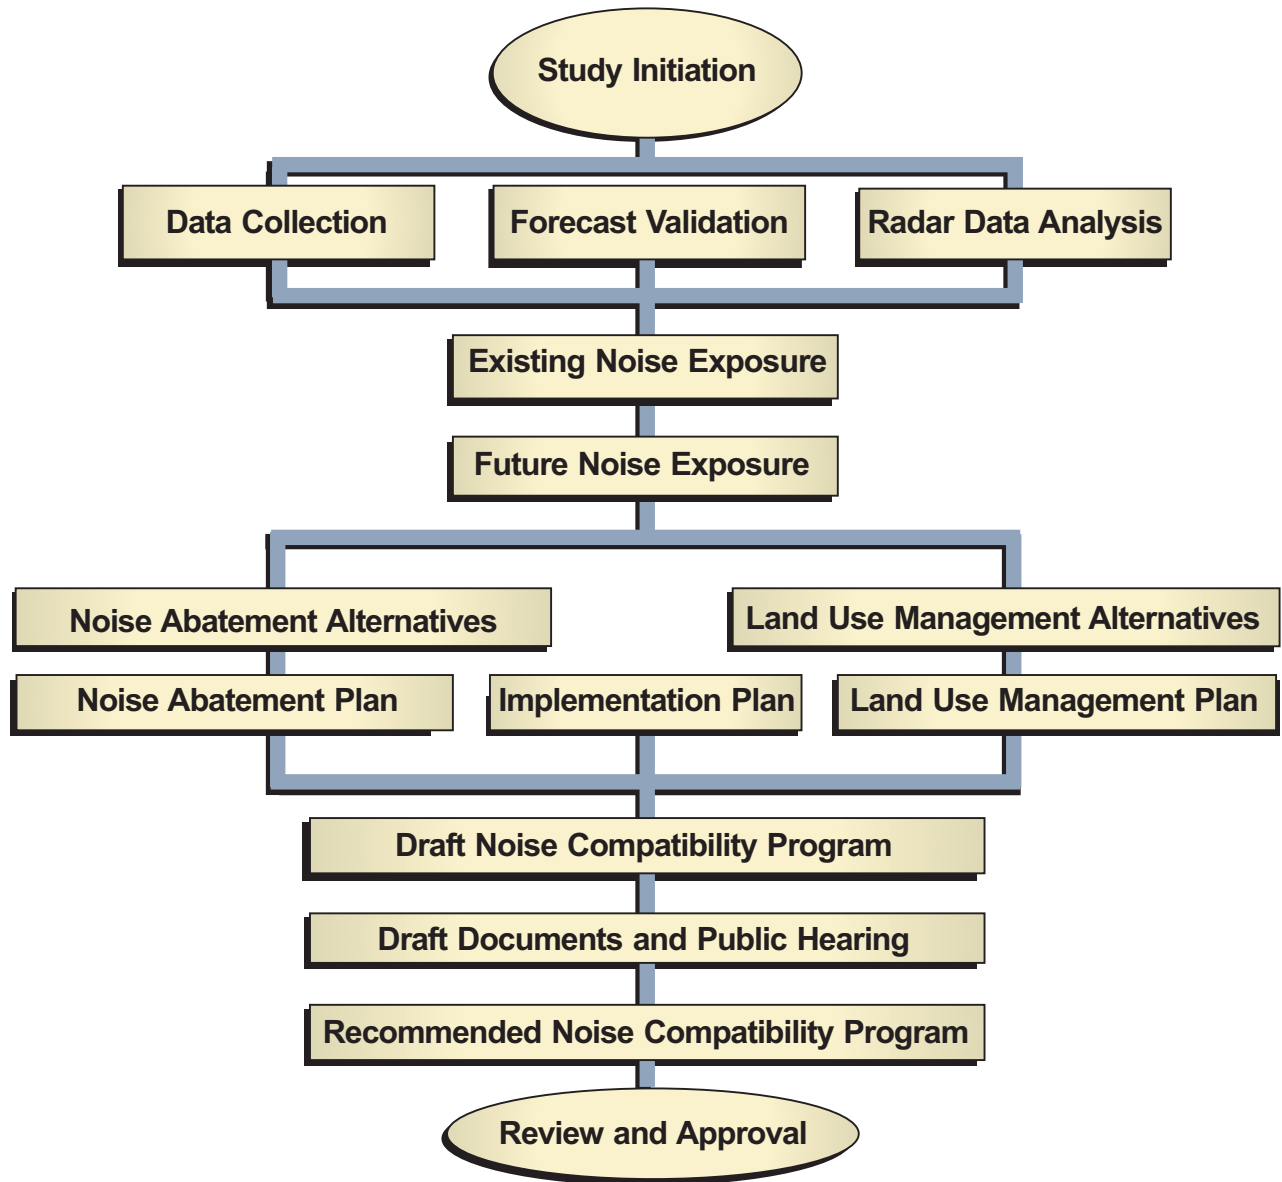 Study Initiation
Data Collection
Forecast Validation
Radar Data Analysis
Existing Noise Exposure
Future Noise Exposure
Noise Abatement Alternatives
Land Use Management Alternatives
Noise Abatement Plan
Implementation Plan
Land Use Management Plan
Draft Noise Compatibility Program
Draft Documents and Public Hearing
Recommended Noise Compatibility Program
Review and Approval